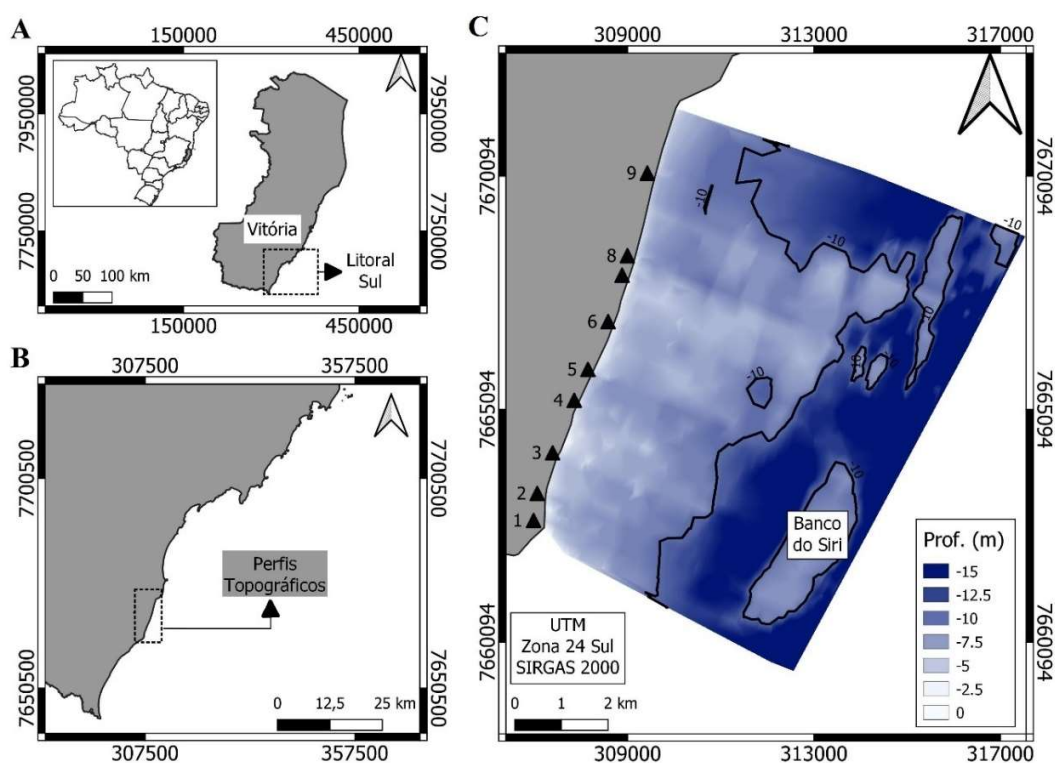 A
150000
450000
7950000
7950000
7750000
7750000
Vitória
Litoral
Sul
0 50 100 km
150000
450000
B
307500
357500
7700500
7700500
7650500
7650500
Perfis
Topográficos
0 12,5 25 km
307500
357500
C
309000
313000
317000
7670094
7670094
7665094
7665094
7660094
7660094
9
8
6
5
4
3
2
1
-10
-10
-10
-10
-10
-10
Banco
do Siri
UTM
Zona 24 Sul
SIRGAS 2000
0 1 2 km
Prof. (m)
-15
-12.5
-10
-7.5
-5
-2.5
0
309000
313000
317000